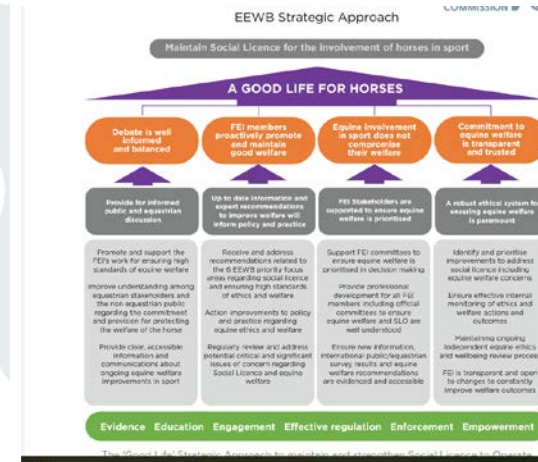 COMMISSION
EEWB Strategic Approach
Maintain Social Licence for the involvement of horses in sport
A GOOD LIFE FOR HORSES
Debate is well
informed
and balanced
FEI members
proactively promote
and maintain
good welfare
Equine involvement
in sport does not
compromise
their welfare
Commitment to
equine welfare
is transparent
and trusted
Provide for informed
public and equestrian
discussion
Up to date information and
expert recommendations
to improve welfare will
inform policy and practice
FEI Stakeholders are
supported to ensure equine
welfare is prioritised
A robust ethical system for
ensuring equine welfare
is paramount
Promote and support the
FEI's work for ensuring high
standards of equine welfare
Improve understanding among
equestrian stakeholders and
the non equestrian public
regarding the commitment
and provision for protecting
the welfare of the horse
Provide clear, accessible
information and
communications about
ongoing equine welfare
improvements in sport
Receive and address
recommendations related to
the 6 EEWB priority focus
areas regarding social licence
and ensuring high standards
of ethics and welfare
Action improvements to policy
and practice regarding
equine ethics and welfare
Regularly review and address
potential critical and significant
issues of concern regarding
Social Licence and equine
welfare
Support FEI committees to
ensure equine welfare is
prioritised in decision making
Provide professional
development for all FEI
members including official
committees to ensure
equine welfare and SLO are
well understood
Ensure new information,
international public/equestrian
survey results and equine
welfare recommendations
are evidenced and accessible
Identify and prioritise
improvements to address
social licence including
equine welfare concerns
Ensure effective internal
monitoring of ethics and
welfare actions and
outcomes
Maintaining ongoing
independent equine ethics
and wellbeing review process
FEI is transparent and open
to changes to constantly
improve welfare outcomes
Evidence Education Engagement Effective regulation Enforcement Empowerment
The 'Good Life' Strategic Approach to maintain and strengthen Social Licence to Operate